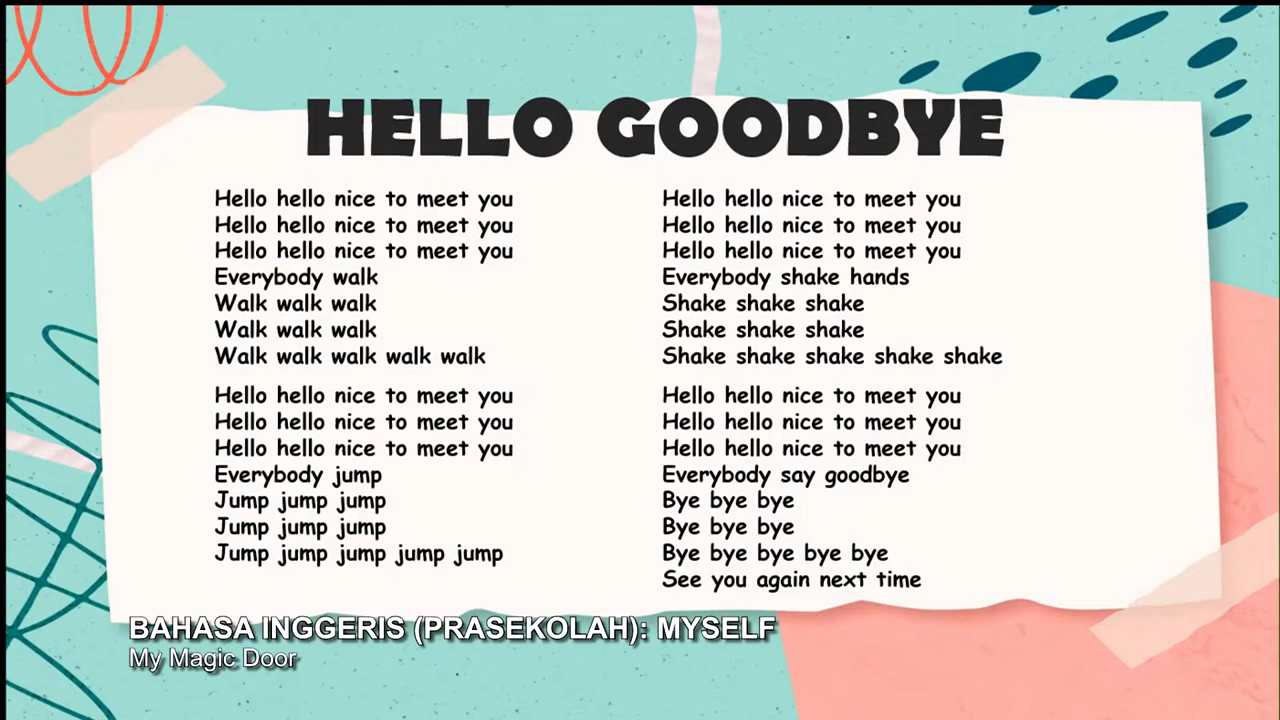 HELLO GOODBYE
Hello hello nice to meet you
Hello hello nice to meet you
Hello hello nice to meet you
Everybody walk
Walk walk walk
Walk walk walk
Walk walk walk walk walk
Hello hello nice to meet you
Hello hello nice to meet you
Hello hello nice to meet you
Everybody jump
Jump jump jump
Jump jump jump
Jump jump jump jump jump
Hello hello nice to meet you
Hello hello nice to meet you
Hello hello nice to meet you
Everybody shake hands
Shake shake shake
Shake shake shake
Shake shake shake shake shake
Hello hello nice to meet you
Hello hello nice to meet you
Hello hello nice to meet you
Everybody say goodbye
Bye bye bye
Bye bye bye
Bye bye bye bye bye
See you again next time
BAHASA INGGERIS (PRASEKOLAH): MYSELF
My Magic Door